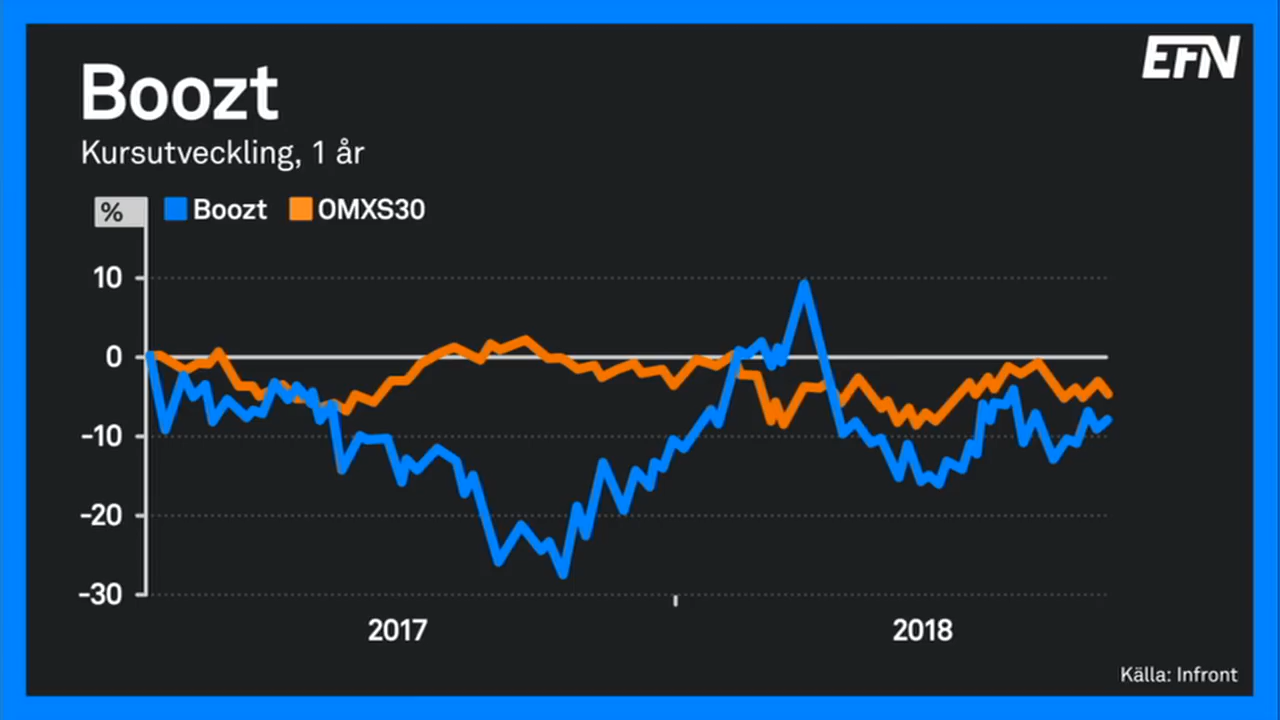 EFN
Boozt
Kursutveckling, 1 år
% Boozt OMXS30
10
0
-10
-20
-30
2017 2018
Källa: Infront